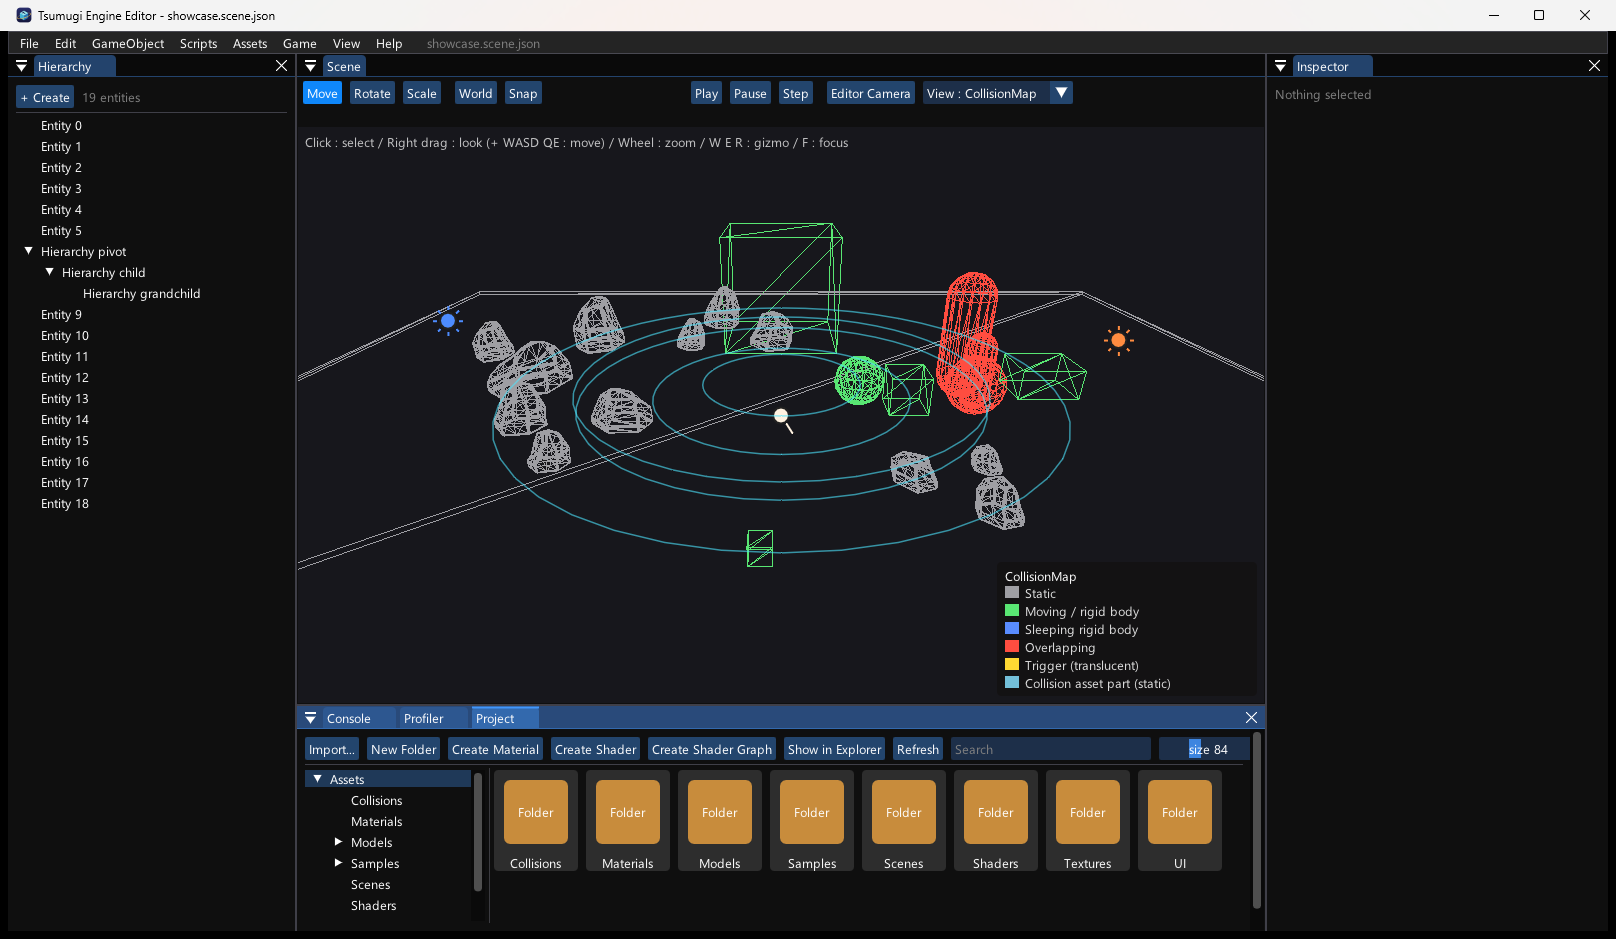 Tsumugi Engine Editor - showcase.scene.json
File Edit GameObject Scripts Assets Game View Help showcase.scene.json
Hierarchy
+ Create 19 entities
Entity 0
Entity 1
Entity 2
Entity 3
Entity 4
Entity 5
Hierarchy pivot
Hierarchy child
Hierarchy grandchild
Entity 9
Entity 10
Entity 11
Entity 12
Entity 13
Entity 14
Entity 15
Entity 16
Entity 17
Entity 18
Scene
Move Rotate Scale World Snap Play Pause Step Editor Camera View : CollisionMap
Click : select / Right drag : look (+ WASD QE : move) / Wheel : zoom / W E R : gizmo / F : focus
CollisionMap
Static
Moving / rigid body
Sleeping rigid body
Overlapping
Trigger (translucent)
Collision asset part (static)
Console Profiler Project
Import... New Folder Create Material Create Shader Create Shader Graph Show in Explorer Refresh Search size 84
Assets
Collisions
Materials
Models
Samples
Scenes
Shaders
Folder Folder Folder Folder Folder Folder Folder Folder
Collisions Materials Models Samples Scenes Shaders Textures UI
Inspector
Nothing selected